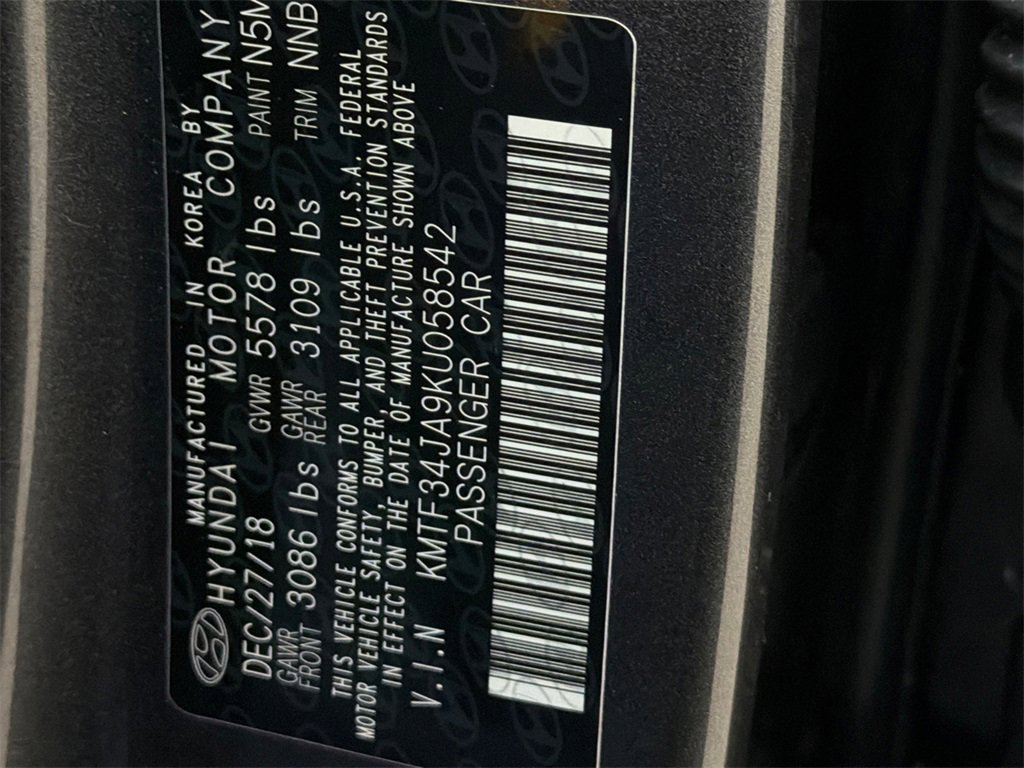 MANUFACTURED IN KOREA BY
HYUNDAI MOTOR COMPANY
DEC/27/18 GVWR 5578 lbs PAINT N5M
GAWR FRONT 3086 lbs GAWR REAR 3109 lbs TRIM NNB
THIS VEHICLE CONFORMS TO ALL APPLICABLE U.S.A. FEDERAL
MOTOR VEHICLE SAFETY, BUMPER, AND THEFT PREVENTION STANDARDS
IN EFFECT ON THE DATE OF MANUFACTURE SHOWN ABOVE
V.I.N KMTF34JA9KU058542
PASSENGER CAR